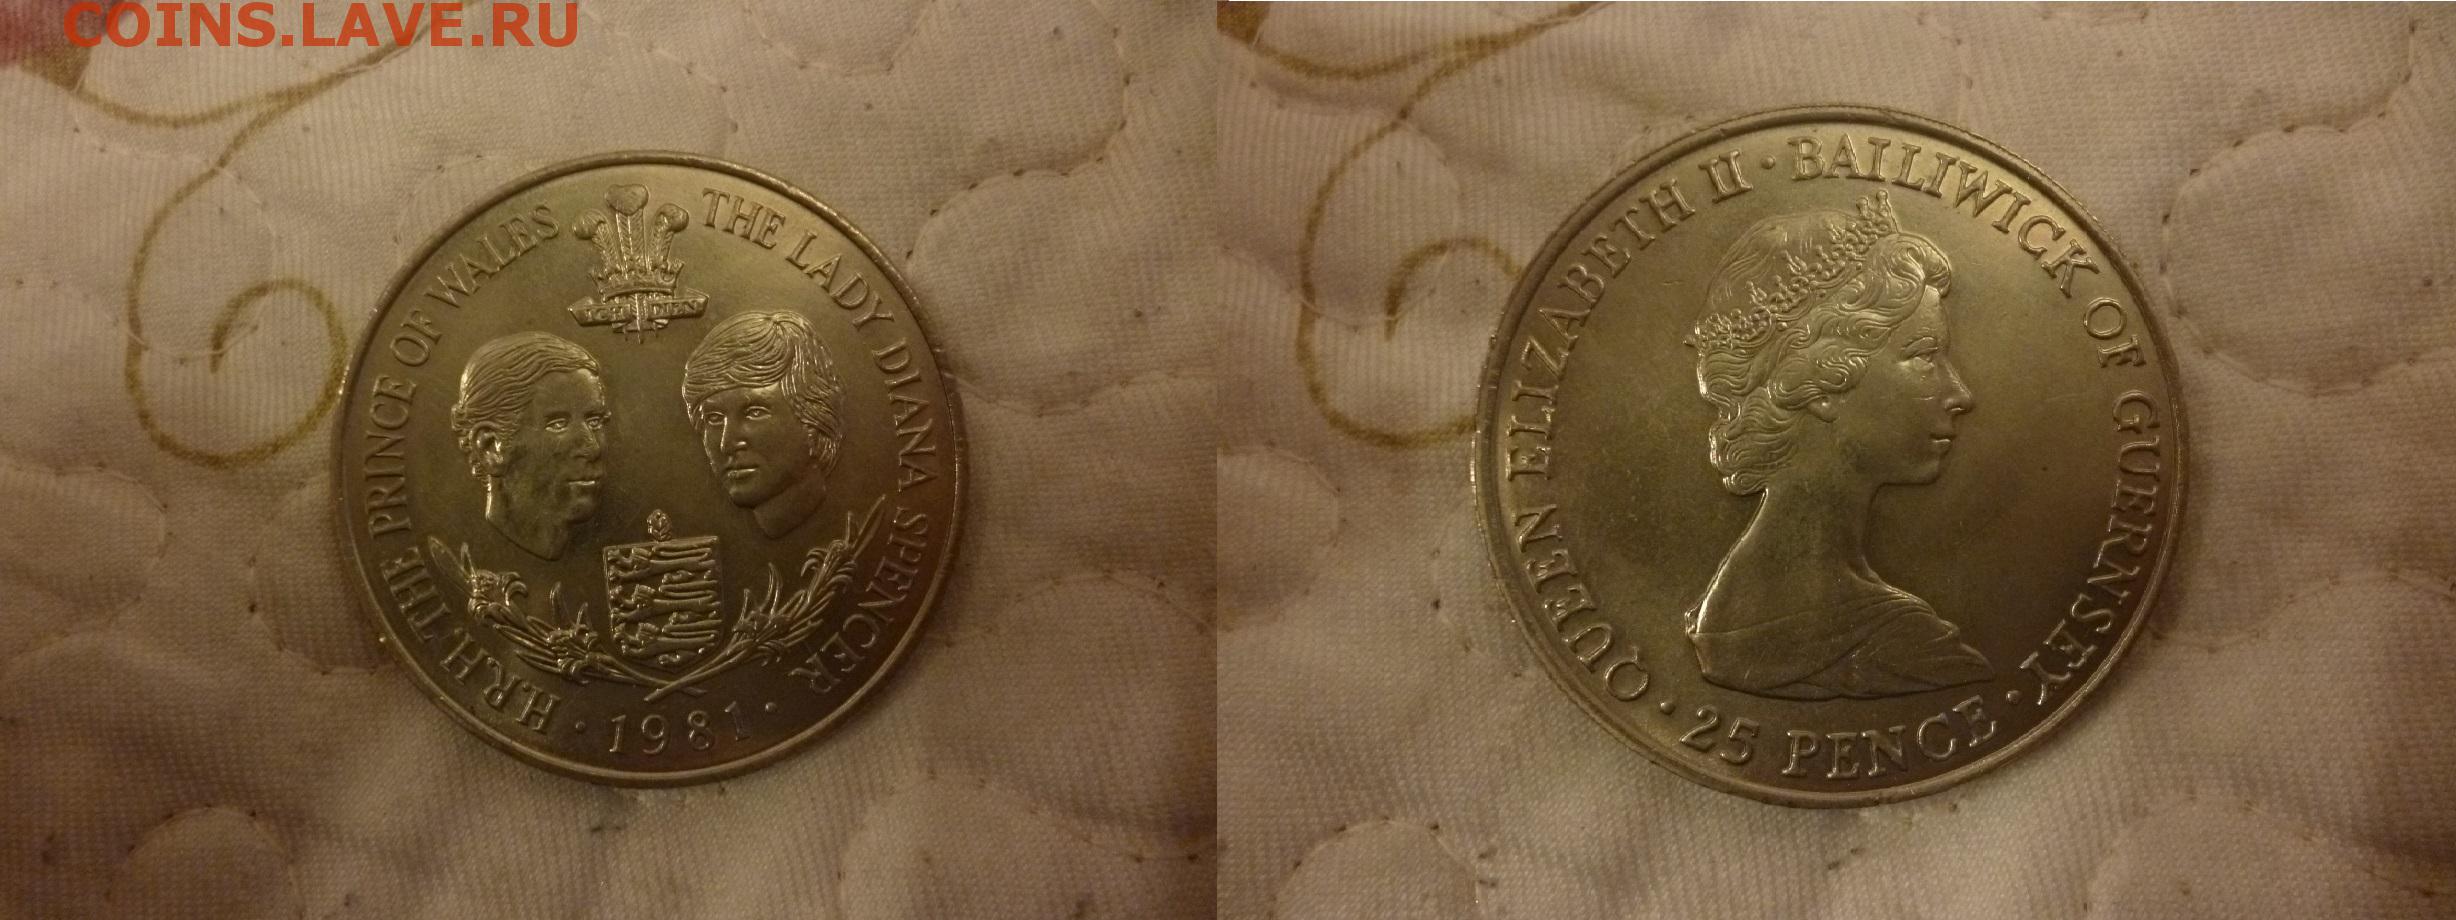 COINS.LAVE.RU
H.R.H. THE PRINCE OF WALES
THE LADY DIANA SPENCER
ICH DIEN
· 1981 ·
QUEEN ELIZABETH II · BAILIWICK OF GUERNSEY ·
25 PENCE ·